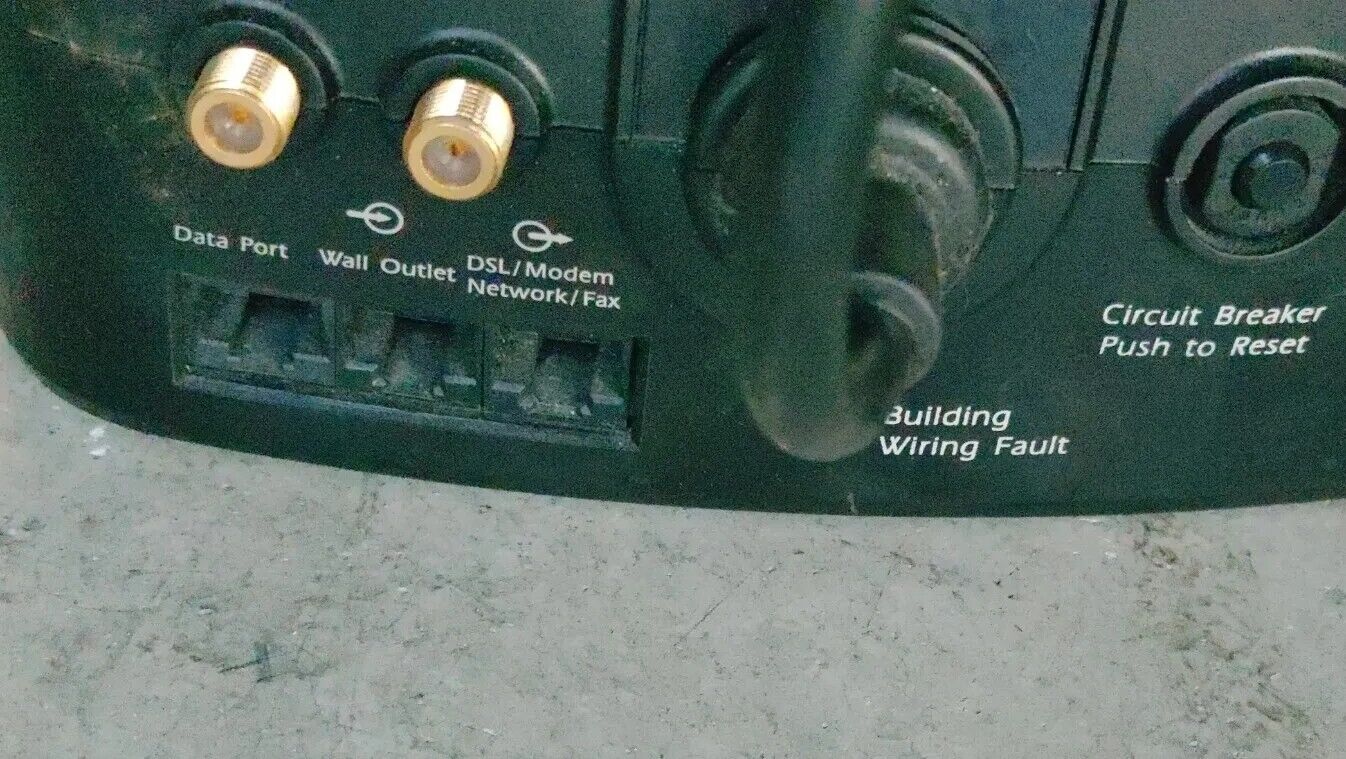 Data Port
Wall Outlet
DSL/Modem
Network/Fax
Building
Wiring Fault
Circuit Breaker
Push to Reset